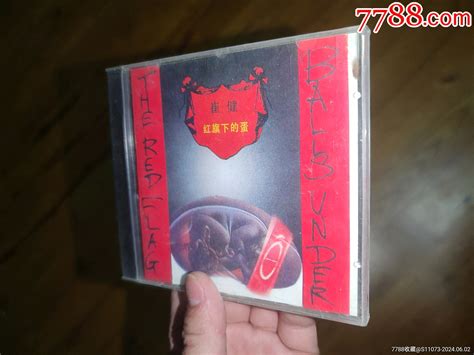 7788.com
崔健
红旗下的蛋
BALLS UNDER
THE RED FLAG
7788收藏@S11073-2024.06.02